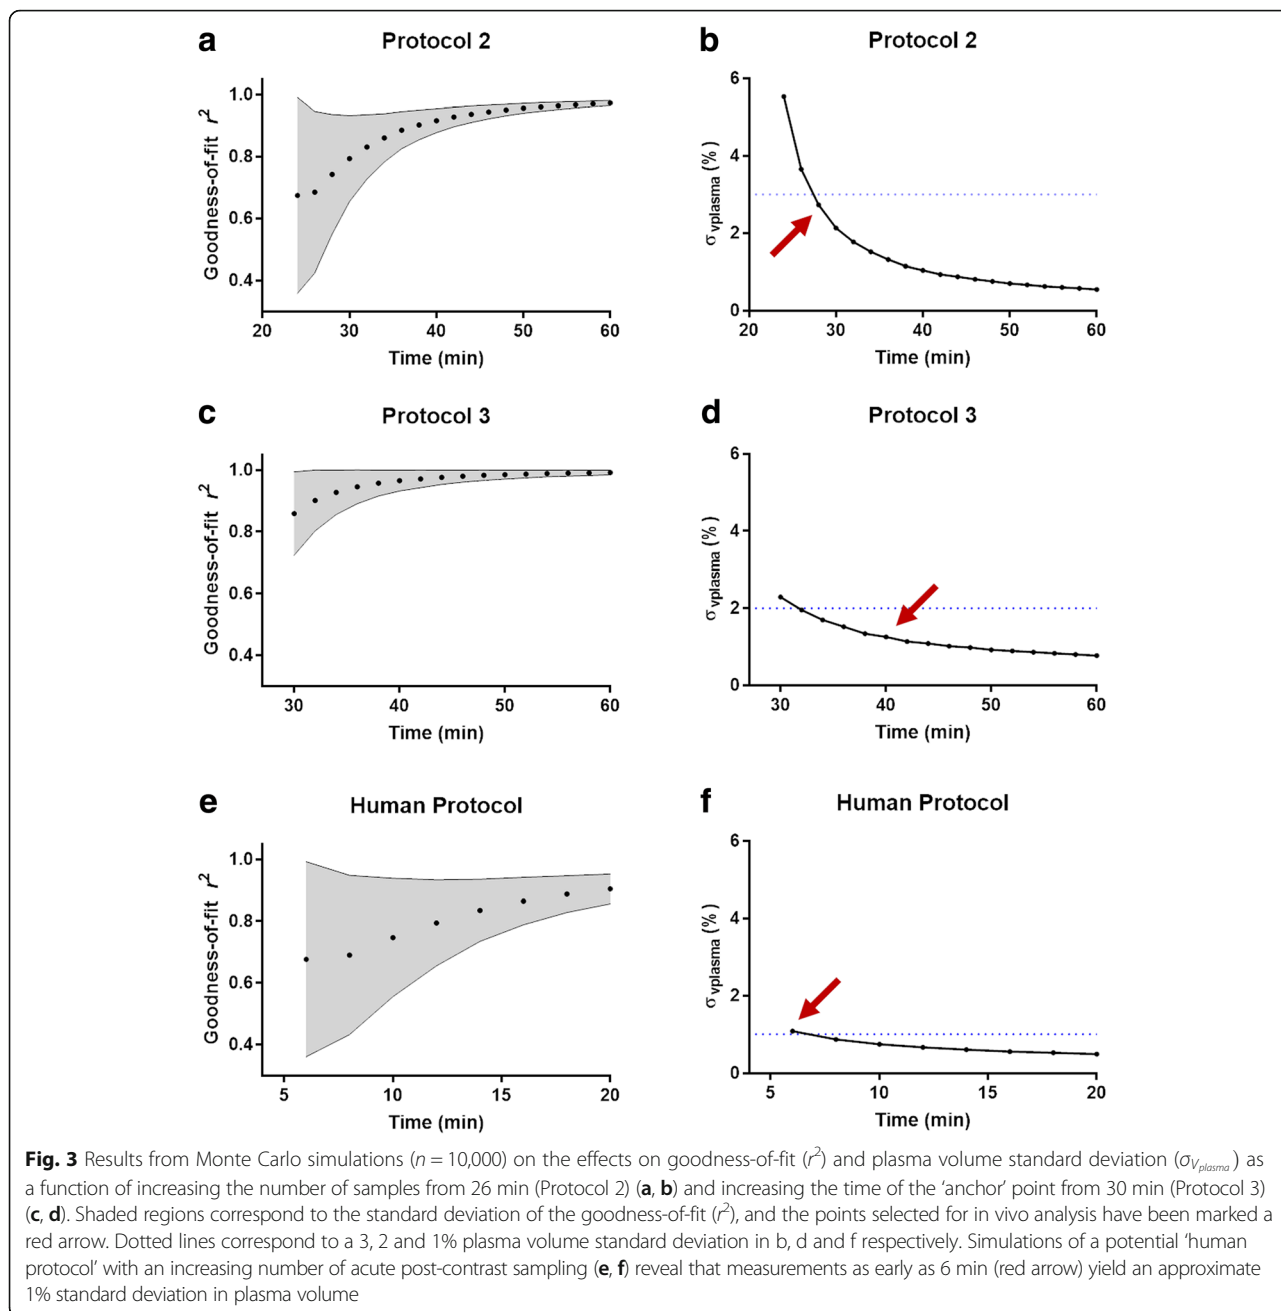 a Protocol 2
Goodness-of-fit r²
1.0
0.8
0.6
0.4
20 30 40 50 60
Time (min)
b Protocol 2
σvplasma (%)
6
4
2
0
20 30 40 50 60
Time (min)
c Protocol 3
Goodness-of-fit r²
1.0
0.8
0.6
0.4
30 40 50 60
Time (min)
d Protocol 3
σvplasma (%)
6
4
2
0
30 40 50 60
Time (min)
e Human Protocol
Goodness-of-fit r²
1.0
0.8
0.6
0.4
5 10 15 20
Time (min)
f Human Protocol
σvplasma (%)
6
4
2
0
5 10 15 20
Time (min)
Fig. 3 Results from Monte Carlo simulations (n = 10,000) on the effects on goodness-of-fit (r²) and plasma volume standard deviation (σVplasma) as
a function of increasing the number of samples from 26 min (Protocol 2) (a, b) and increasing the time of the ‘anchor’ point from 30 min (Protocol 3)
(c, d). Shaded regions correspond to the standard deviation of the goodness-of-fit (r²), and the points selected for in vivo analysis have been marked a
red arrow. Dotted lines correspond to a 3, 2 and 1% plasma volume standard deviation in b, d and f respectively. Simulations of a potential ‘human
protocol’ with an increasing number of acute post-contrast sampling (e, f) reveal that measurements as early as 6 min (red arrow) yield an approximate
1% standard deviation in plasma volume